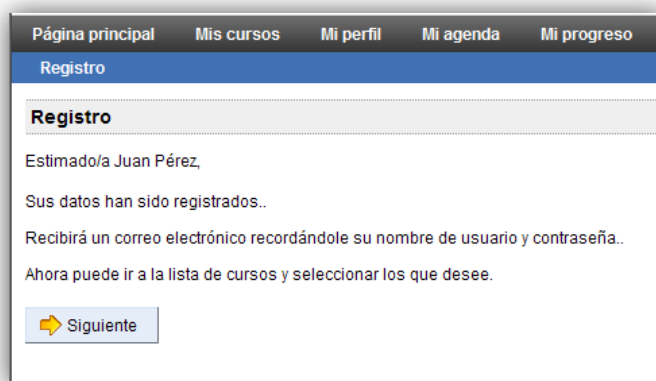 Página principal Mis cursos Mi perfil Mi agenda Mi progreso
Registro
Registro
Estimado/a Juan Pérez,
Sus datos han sido registrados..
Recibirá un correo electrónico recordándole su nombre de usuario y contraseña..
Ahora puede ir a la lista de cursos y seleccionar los que desee.
Siguiente